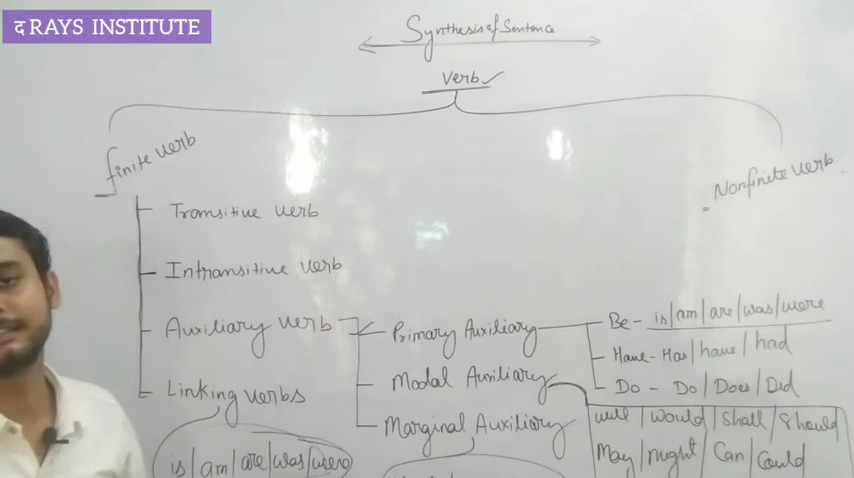 द RAYS INSTITUTE
Synthesis of Sentence
Verb
finite verb
Nonfinite verb
Transitive verb
Intransitive verb
Auxiliary verb
Primary Auxiliary
Be - is/am/are/was/were
Have - Has/have/had
Do - Do/Does/Did
Linking verbs
Modal Auxiliary
Marginal Auxiliary
will/would/shall/should
May/might/can/could
is/am/are/was/were